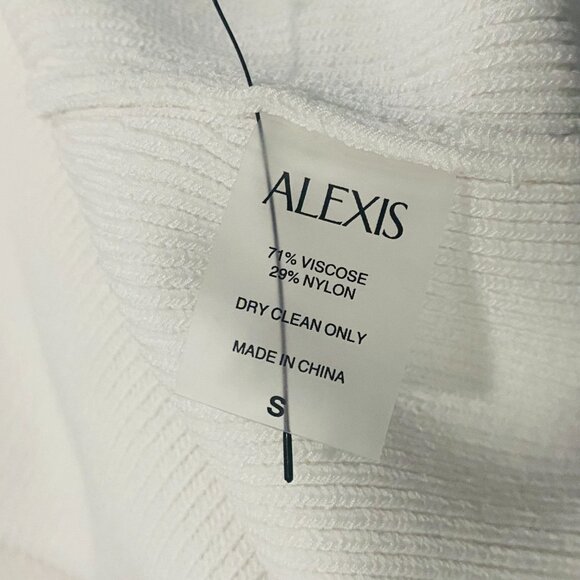 ALEXIS
71% VISCOSE
29% NYLON
DRY CLEAN ONLY
MADE IN CHINA
S